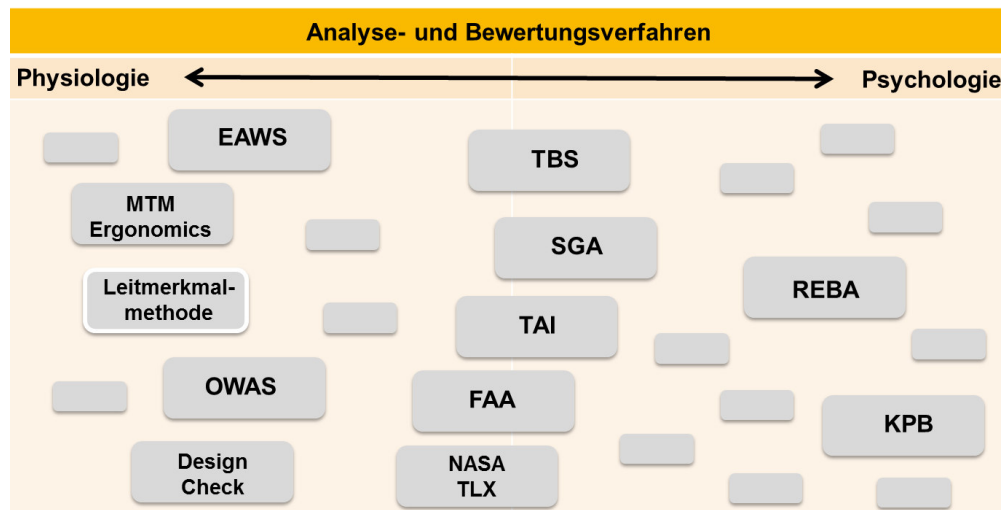 Analyse- und Bewertungsverfahren
Physiologie
Psychologie
EAWS
TBS
MTM
Ergonomics
SGA
Leitmerkmal-
methode
REBA
TAI
OWAS
FAA
KPB
Design
Check
NASA
TLX